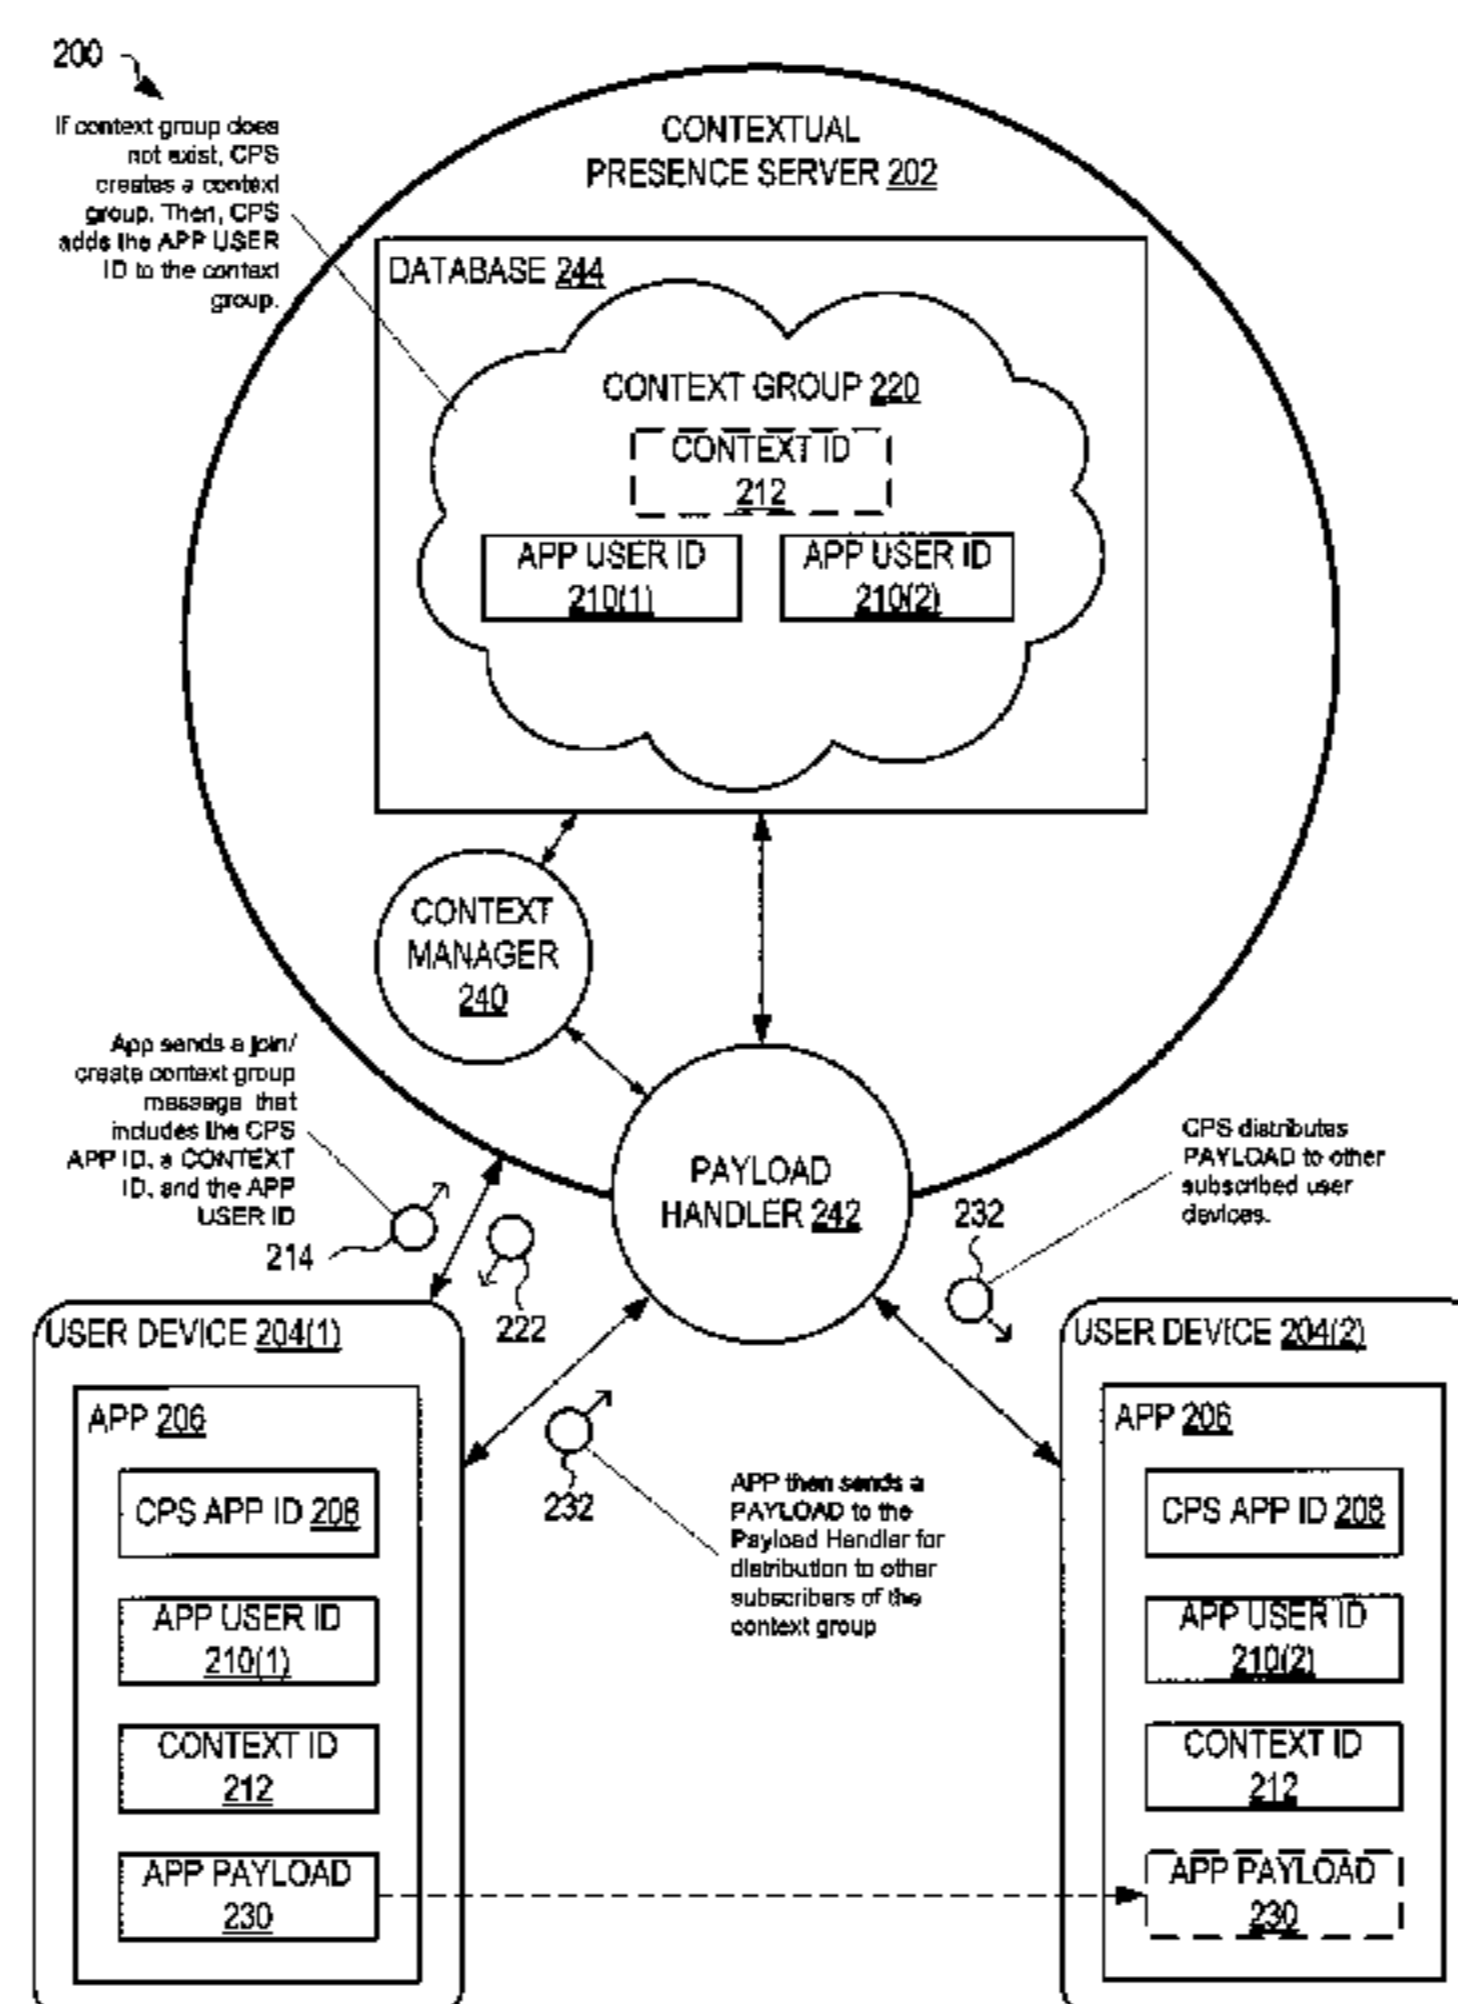 200
If context group does
not exist, CPS
creates a context
group. Then, CPS
adds the APP USER
ID to the context
group.
CONTEXTUAL
PRESENCE SERVER 202
DATABASE 244
CONTEXT GROUP 220
CONTEXT ID
212
APP USER ID
210(1)
APP USER ID
210(2)
CONTEXT
MANAGER
240
App sends a join/
create context group
message that
includes the CPS
APP ID, a CONTEXT
ID, and the APP
USER ID
214
222
PAYLOAD
HANDLER 242
232
CPS distributes
PAYLOAD to other
subscribed user
devices.
USER DEVICE 204(1)
APP 206
CPS APP ID 208
APP USER ID
210(1)
CONTEXT ID
212
APP PAYLOAD
230
232
APP then sends a
PAYLOAD to the
Payload Handler for
distribution to other
subscribers of the
context group
USER DEVICE 204(2)
APP 206
CPS APP ID 208
APP USER ID
210(2)
CONTEXT ID
212
APP PAYLOAD
230